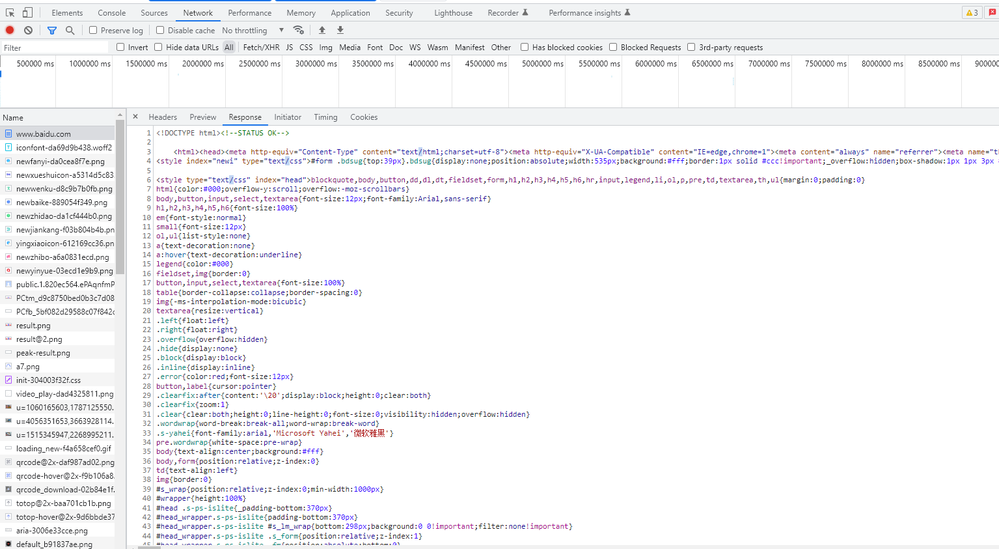 Elements Console Sources Network Performance Memory Application Security Lighthouse Recorder Performance insights 3
Preserve log Disable cache No throttling
Filter Invert Hide data URLs All Fetch/XHR JS CSS Img Media Font Doc WS Wasm Manifest Other Has blocked cookies Blocked Requests 3rd-party requests
500000 ms 1000000 ms 1500000 ms 2000000 ms 2500000 ms 3000000 ms 3500000 ms 4000000 ms 4500000 ms 5000000 ms 5500000 ms 6000000 ms 6500000 ms 7000000 ms 7500000 ms 8000000 ms 8500000 ms 900000
Name
www.baidu.com
iconfont-da69d9b438.woff2
newfanyi-da0cea8f7e.png
newxueshuicon-a5314d5c83
newwenku-d8c9b7b0fb.png
newbaike-889054f349.png
newzhidao-da1cf444b0.png
newjiankang-f03b804b4b.pn
yingxiaoicon-612169cc36.pn
newzhibo-a6a0831ecd.png
newyinyue-03ecd1e9b9.png
public.1.820ec564.ePAqnfmP
PCtm_d9c8750bed0b3c7d08
PCfb_5bf082d29588c07f842c
result.png
result@2.png
peak-result.png
a7.png
init-304003f32f.css
video_play-dad4325811.png
u=1060165603,1787125550.
u=4056351653,3663928114.
u=1515345947,2268995211.
loading_new-f4a658cef0.gif
qrcode@2x-daf987ad02.png
qrcode-hover@2x-f9b106a8.
qrcode_download-02b84e1f.
totop@2x-baa701cb1b.png
totop-hover@2x-9d6bbde37
aria-3006e33cce.png
default_b91837ae.png
Headers Preview Response Initiator Timing Cookies
1 <!DOCTYPE html><!--STATUS OK-->
2
3 <html><head><meta http-equiv="Content-Type" content="text/html;charset=utf-8"><meta http-equiv="X-UA-Compatible" content="IE=edge,chrome=1"><meta content="always" name="referrer"><meta name="th
4 <style index="newi" type="text/css">#form .bdsug{top:39px}.bdsug{display:none;position:absolute;width:535px;background:#fff;border:1px solid #ccc!important;_overflow:hidden;box-shadow:1px 1px 3px
5
6 <style type="text/css" index="head">blockquote,body,button,dd,dl,dt,fieldset,form,h1,h2,h3,h4,h5,h6,hr,input,legend,li,ol,p,pre,td,textarea,th,ul{margin:0;padding:0}
7 html{color:#000;overflow-y:scroll;overflow:-moz-scrollbars}
8 body,button,input,select,textarea{font-size:12px;font-family:Arial,sans-serif}
9 h1,h2,h3,h4,h5,h6{font-size:100%}
10 em{font-style:normal}
11 small{font-size:12px}
12 ol,ul{list-style:none}
13 a{text-decoration:none}
14 a:hover{text-decoration:underline}
15 legend{color:#000}
16 fieldset,img{border:0}
17 button,input,select,textarea{font-size:100%}
18 table{border-collapse:collapse;border-spacing:0}
19 img{-ms-interpolation-mode:bicubic}
20 textarea{resize:vertical}
21 .left{float:left}
22 .right{float:right}
23 .overflow{overflow:hidden}
24 .hide{display:none}
25 .block{display:block}
26 .inline{display:inline}
27 .error{color:red;font-size:12px}
28 button,label{cursor:pointer}
29 .clearfix:after{content:'\20';display:block;height:0;clear:both}
30 .clearfix{zoom:1}
31 .clear{clear:both;height:0;line-height:0;font-size:0;visibility:hidden;overflow:hidden}
32 .wordwrap{word-break:break-all;word-wrap:break-word}
33 .s-yahei{font-family:arial,'Microsoft Yahei','微软雅黑'}
34 pre.wordwrap{white-space:pre-wrap}
35 body{text-align:center;background:#fff}
36 body,form{position:relative;z-index:0}
37 td{text-align:left}
38 img{border:0}
39 #s_wrap{position:relative;z-index:0;min-width:1000px}
40 #wrapper{height:100%}
41 #head .s-ps-islite{_padding-bottom:370px}
42 #head_wrapper.s-ps-islite{padding-bottom:370px}
43 #head_wrapper.s-ps-islite #s_lm_wrap{bottom:298px;background:0 0!important;filter:none!important}
44 #head_wrapper.s-ps-islite .s_form{position:relative;z-index:1}
45 #head_wrapper.s-ps-islite .fm{position:absolute;bottom:0}